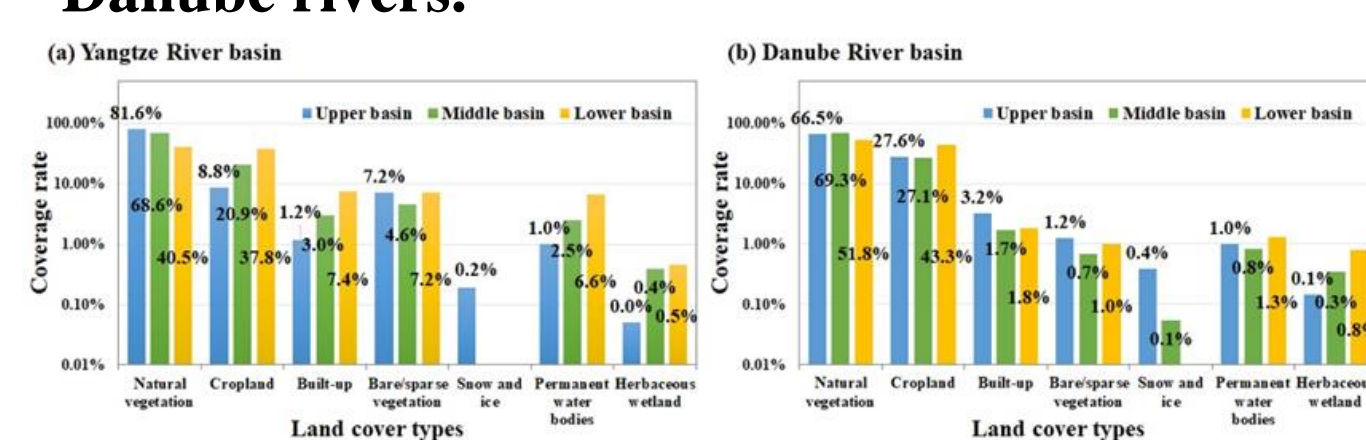 Danube rivers.
(a) Yangtze River basin
Upper basin Middle basin Lower basin
Coverage rate
100.00%
10.00%
1.00%
0.10%
0.01%
81.6%
68.6%
40.5%
8.8%
20.9%
37.8%
1.2%
3.0%
7.4%
7.2%
4.6%
7.2%
0.2%
1.0%
2.5%
6.6%
0.0%
0.4%
0.5%
Natural
vegetation
Cropland
Built-up
Bare/sparse
vegetation
Snow and
ice
Permanent
water
bodies
Herbaceous
wetland
Land cover types
(b) Danube River basin
Upper basin Middle basin Lower basin
Coverage rate
100.00%
10.00%
1.00%
0.10%
0.01%
66.5%
69.3%
51.8%
27.6%
27.1%
43.3%
3.2%
1.7%
1.8%
1.2%
0.7%
1.0%
0.4%
0.1%
1.0%
0.8%
1.3%
0.1%
0.3%
0.8%
Natural
vegetation
Cropland
Built-up
Bare/sparse
vegetation
Snow and
ice
Permanent
water
bodies
Herbaceou
wetland
Land cover types